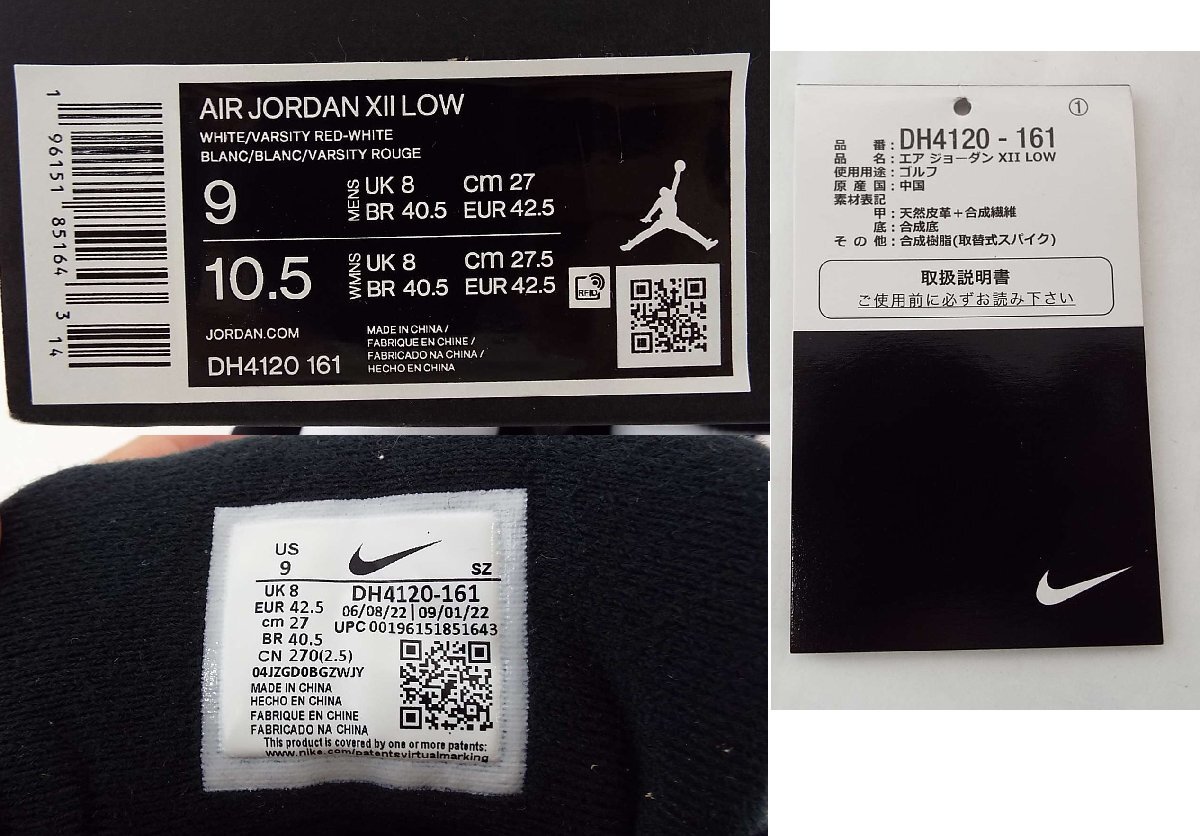 AIR JORDAN XII LOW
WHITE/VARSITY RED-WHITE
BLANC/BLANC/VARSITY ROUGE
9
MENS
UK 8 cm 27
BR 40.5 EUR 42.5
10.5
WMNS
UK 8 cm 27.5
BR 40.5 EUR 42.5
RFID
JORDAN.COM
DH4120 161
MADE IN CHINA /
FABRIQUE EN CHINE /
FABRICADO NA CHINA /
HECHO EN CHINA
1 96151 85164 3 14
US
9
SZ
UK 8
EUR 42.5
cm 27
BR 40.5
CN 270(2.5)
DH4120-161
06/08/22 | 09/01/22
UPC 00196151851643
04JZGD0BGZWJY
MADE IN CHINA
HECHO EN CHINA
FABRIQUE EN CHINE
FABRICADO NA CHINA
This product is covered by one or more patents:
www.nike.com/patentsvirtualmarking
①
品 番：DH4120 - 161
品 名：エア ジョーダン XII LOW
使用用途：ゴルフ
原 産 国：中国
素材表記
甲：天然皮革＋合成繊維
底：合成底
そ の 他：合成樹脂(取替式スパイク)
取扱説明書
ご使用前に必ずお読み下さい